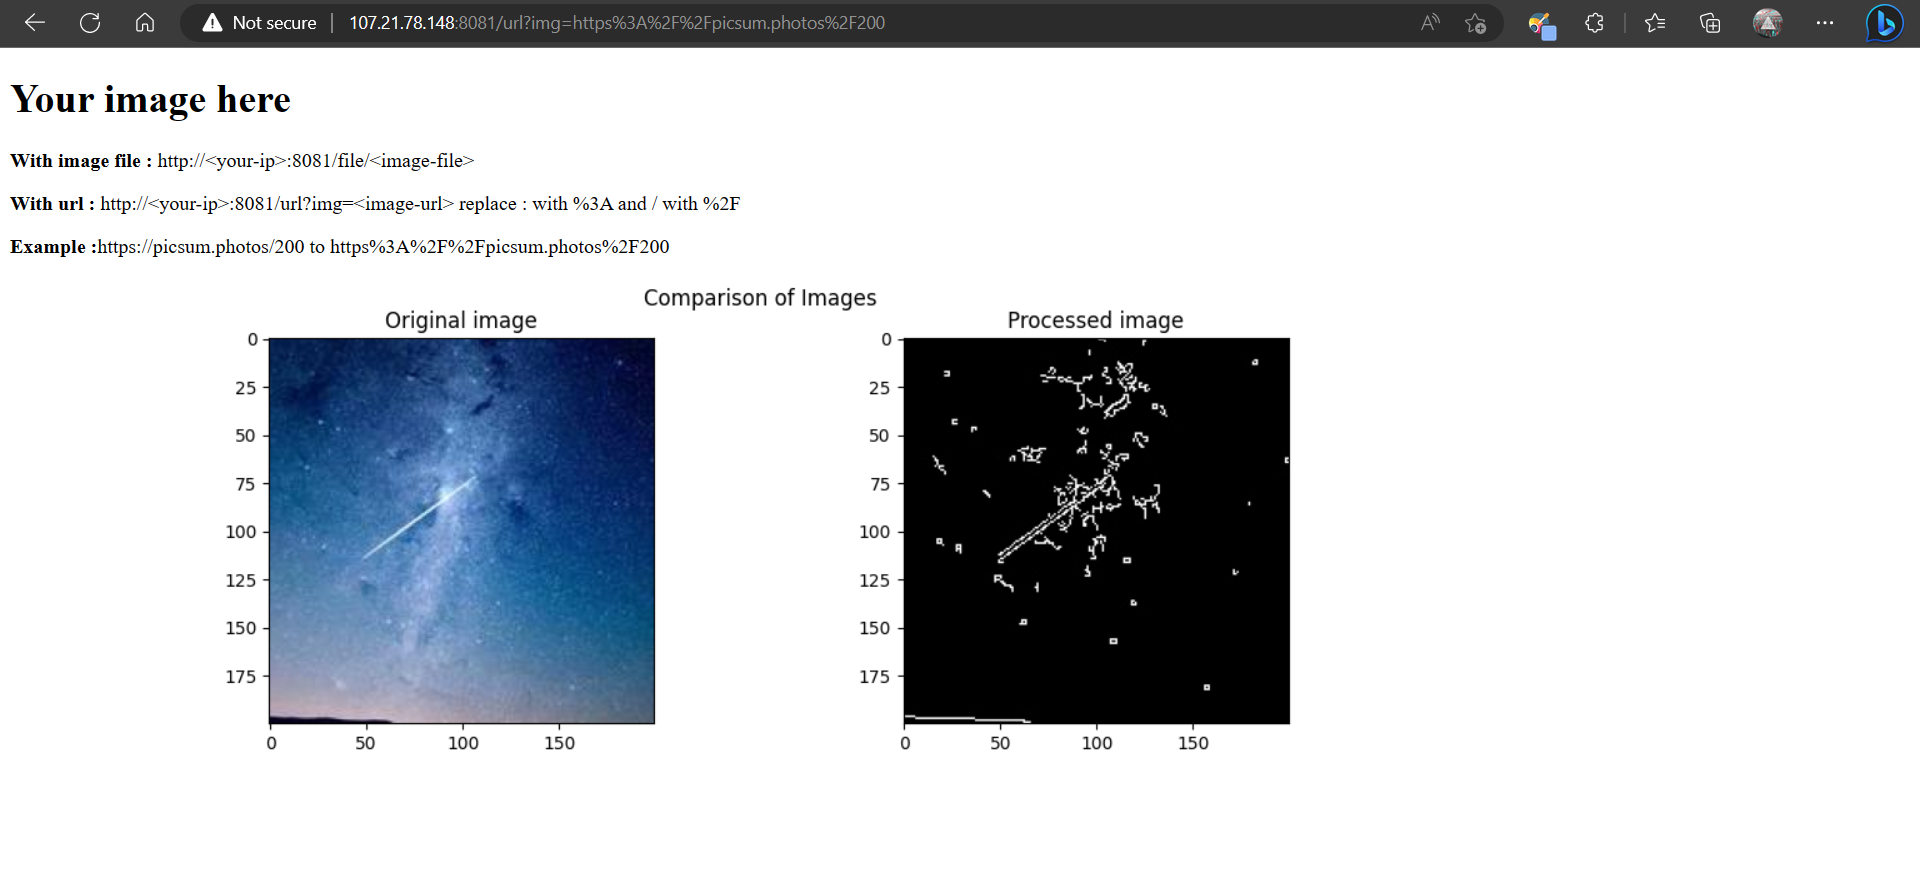 Not secure | 107.21.78.148:8081/url?img=https%3A%2F%2Fpicsum.photos%2F200
Your image here
With image file : http://<your-ip>:8081/file/<image-file>
With url : http://<your-ip>:8081/url?img=<image-url> replace : with %3A and / with %2F
Example :https://picsum.photos/200 to https%3A%2F%2Fpicsum.photos%2F200
Comparison of Images
Original image
0
25
50
75
100
125
150
175
0 50 100 150
Processed image
0
25
50
75
100
125
150
175
0 50 100 150